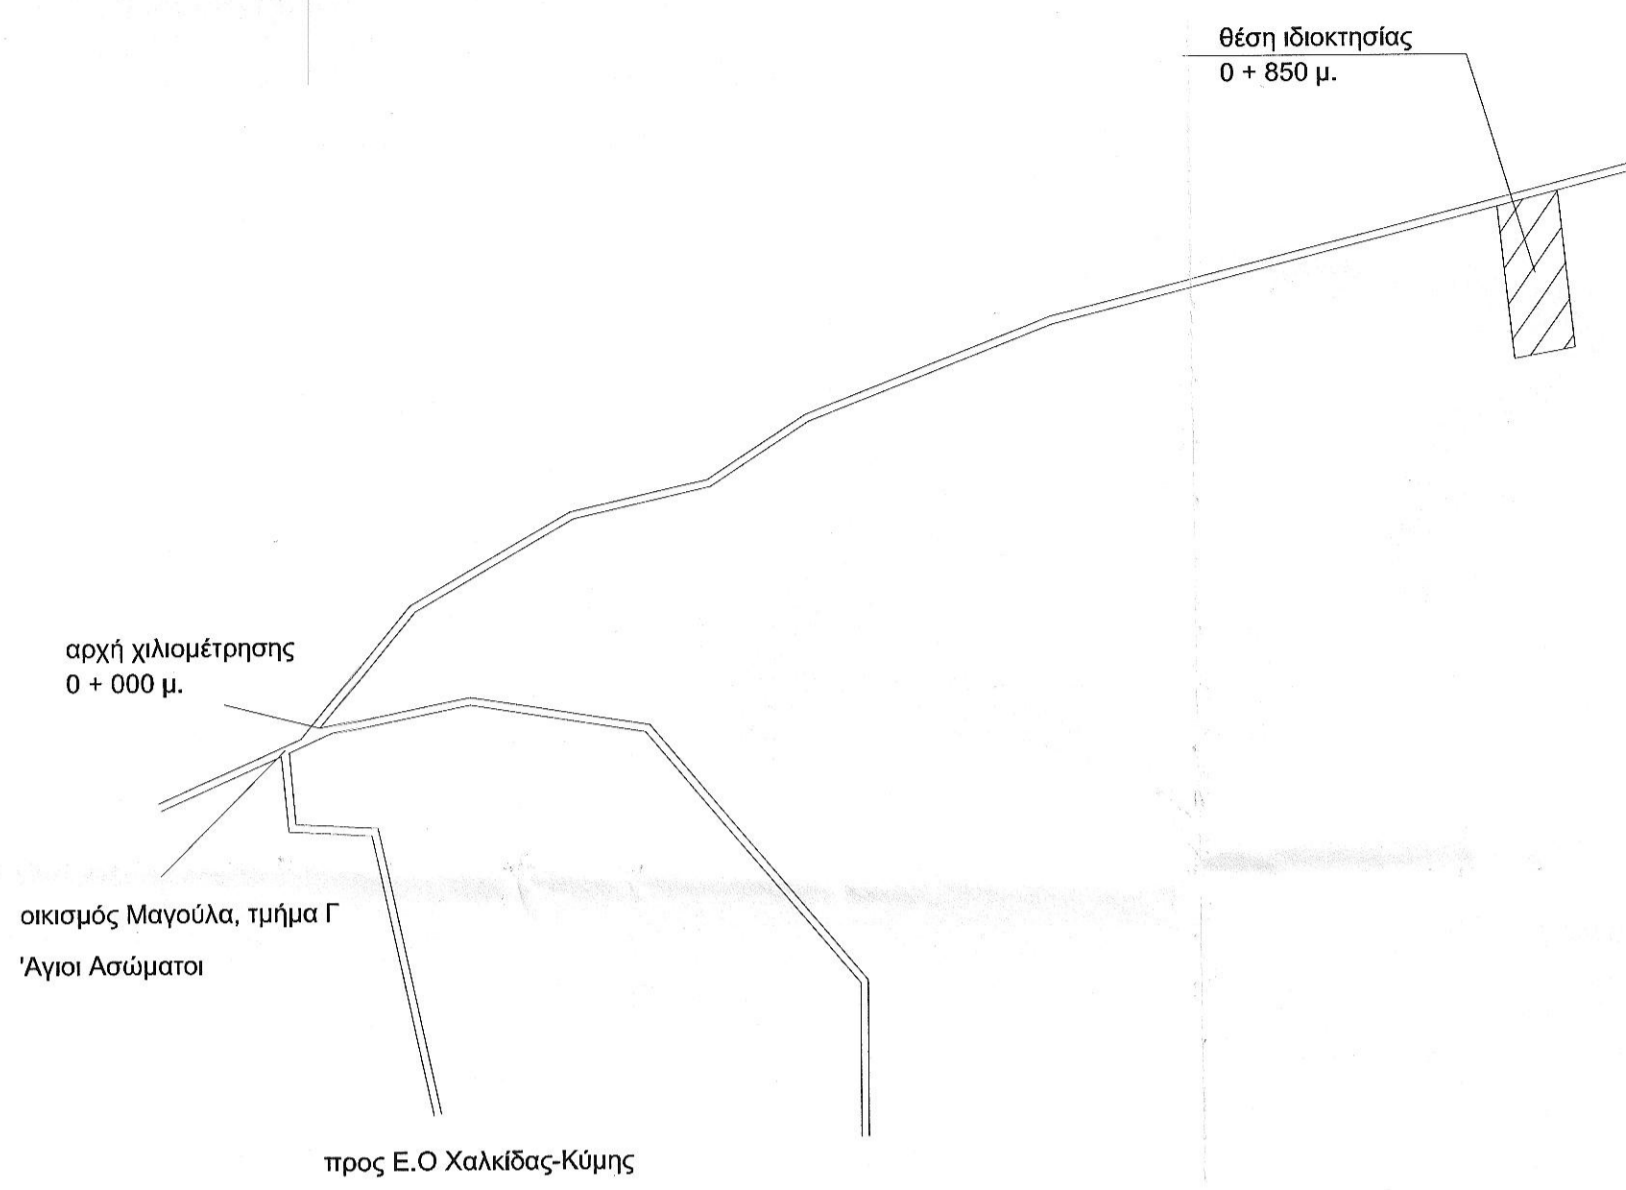 θέση ιδιοκτησίας
0 + 850 μ.
αρχή χιλιομέτρησης
0 + 000 μ.
οικισμός Μαγούλα, τμήμα Γ
'Αγιοι Ασώματοι
προς Ε.Ο Χαλκίδας-Κύμης